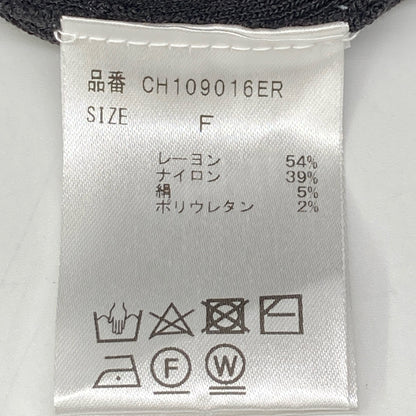 品番 CH109016ER
SIZE F
レーヨン 54%
ナイロン 39%
絹 5%
ポリウレタン 2%
F W